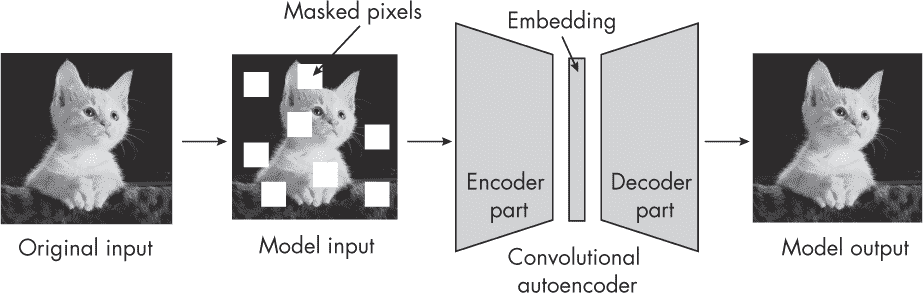 Masked pixels
Embedding
Encoder
part
Decoder
part
Original input
Model input
Convolutional
autoencoder
Model output